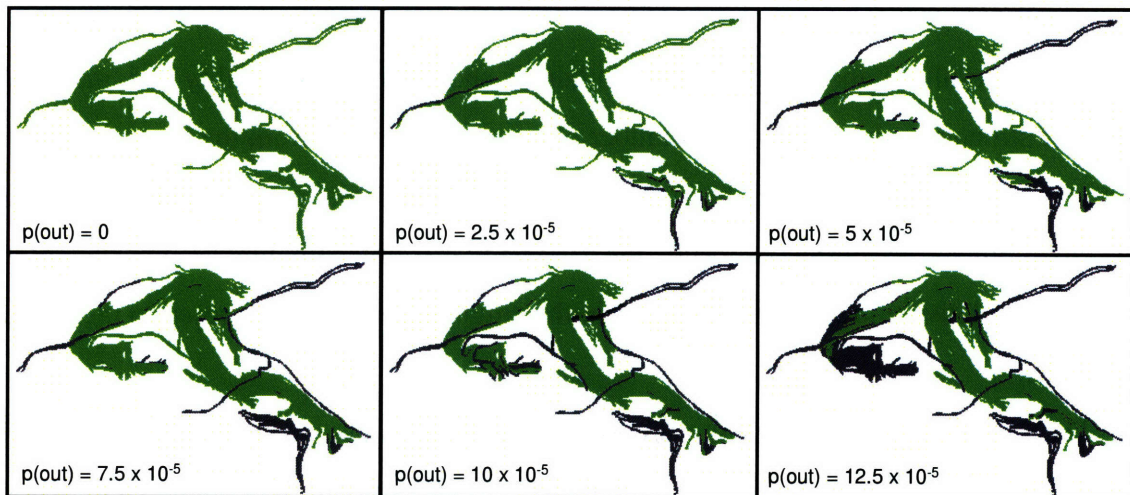 p(out) = 0
p(out) = 2.5 x 10⁻⁵
p(out) = 5 x 10⁻⁵
p(out) = 7.5 x 10⁻⁵
p(out) = 10 x 10⁻⁵
p(out) = 12.5 x 10⁻⁵